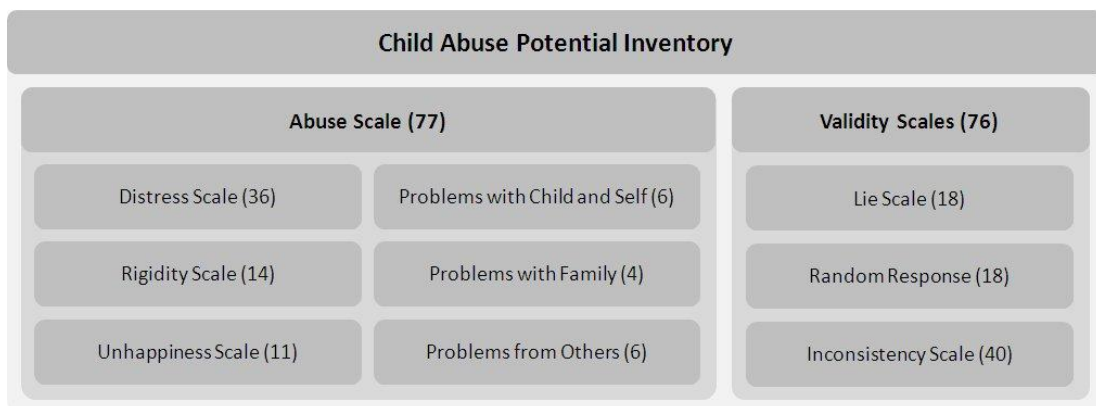 Child Abuse Potential Inventory
Abuse Scale (77)
Validity Scales (76)
Distress Scale (36)
Problems with Child and Self (6)
Lie Scale (18)
Rigidity Scale (14)
Problems with Family (4)
Random Response (18)
Unhappiness Scale (11)
Problems from Others (6)
Inconsistency Scale (40)